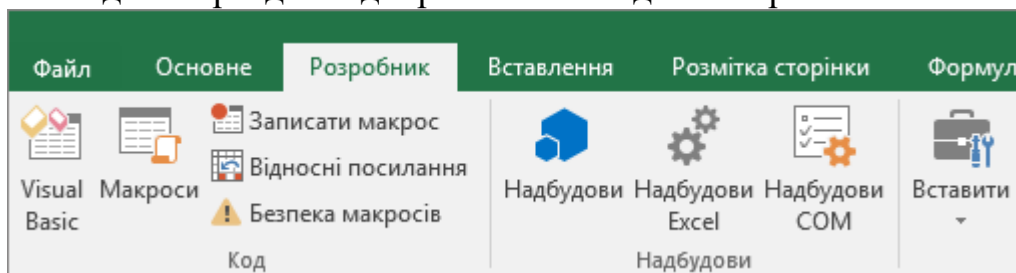 Файл Основне Розробник Вставлення Розмітка сторінки Формул
Visual Basic
Макроси
Записати макрос
Відносні посилання
Безпека макросів
Код
Надбудови
Надбудови Excel
Надбудови COM
Надбудови
Вставити